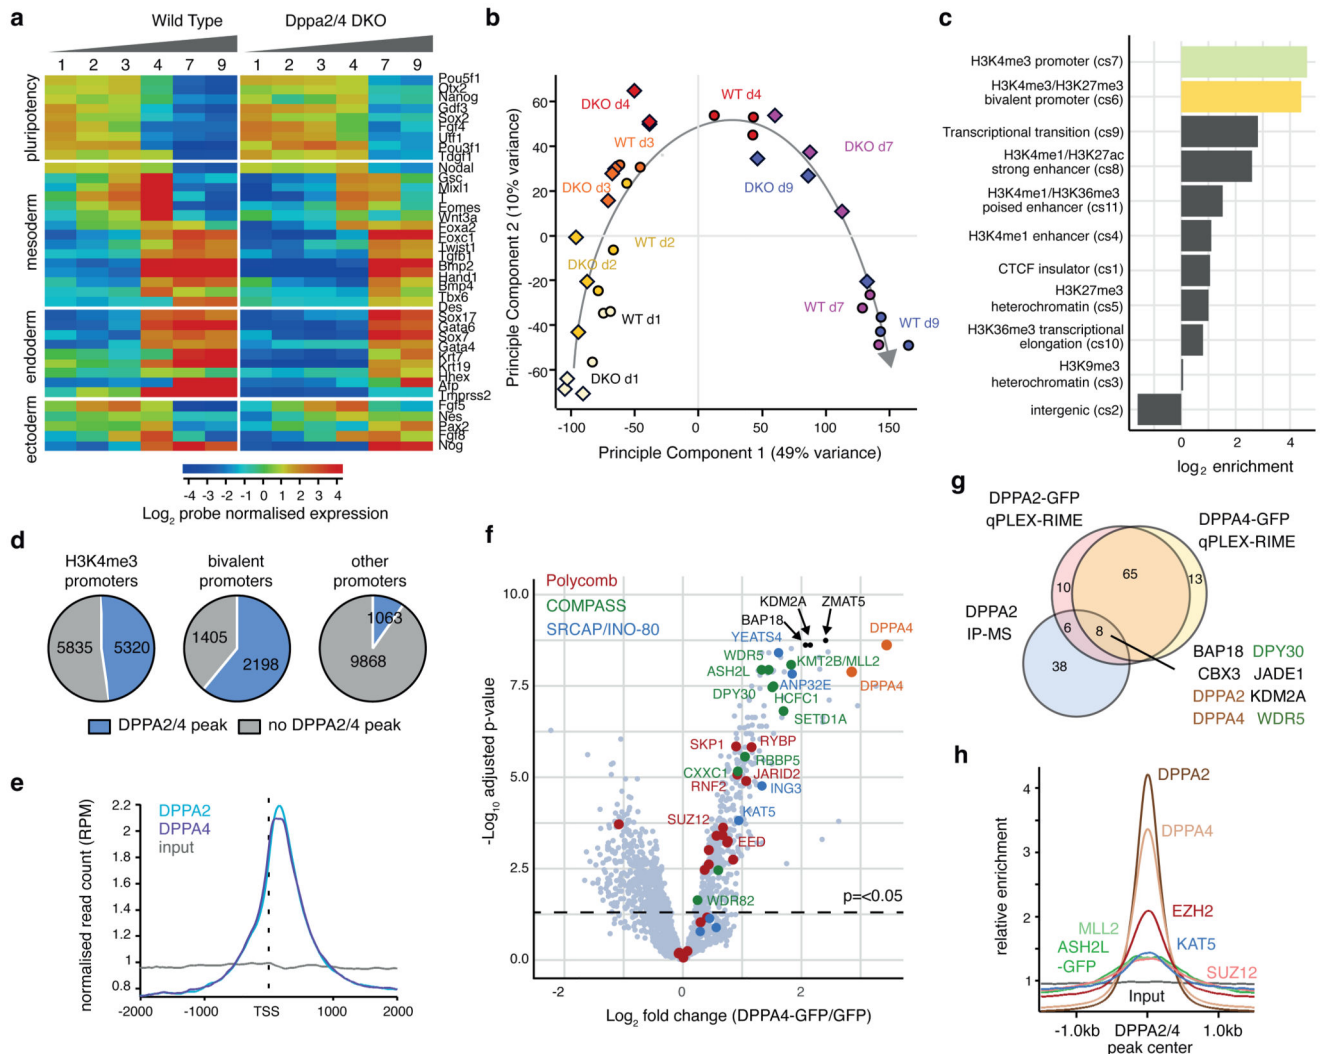 a
Wild Type
Dppa2/4 DKO
1 2 3 4 7 9 1 2 3 4 7 9
pluripotency
Pou5f1
Otx2
Nanog
Gdf3
Sox2
Fgf4
Utf1
Pou3f1
Tdgf1
mesoderm
Nodal
Gsc
Mixl1
T
Eomes
Wnt3a
Foxa2
Foxc1
Twist1
Tgfb1
Bmp2
Hand1
Bmp4
Tbx6
Des
endoderm
Sox17
Gata6
Sox7
Gata4
Krt7
Krt19
Hhex
Afp
Tmprss2
ectoderm
Fgf5
Nes
Pax2
Fgf8
Nog
-4 -3 -2 -1 0 1 2 3 4
Log2 probe normalised expression
b
Principle Component 2 (10% variance)
60
40
20
0
-20
-40
-60
DKO d4
WT d4
WT d3
DKO d7
DKO d3
DKO d9
WT d2
DKO d2
WT d7
WT d1
WT d9
DKO d1
-100 -50 0 50 100 150
Principle Component 1 (49% variance)
c
H3K4me3 promoter (cs7)
H3K4me3/H3K27me3
bivalent promoter (cs6)
Transcriptional transition (cs9)
H3K4me1/H3K27ac
strong enhancer (cs8)
H3K4me1/H3K36me3
poised enhancer (cs11)
H3K4me1 enhancer (cs4)
CTCF insulator (cs1)
H3K27me3
heterochromatin (cs5)
H3K36me3 transcriptional
elongation (cs10)
H3K9me3
heterochromatin (cs3)
intergenic (cs2)
0 2 4
log2 enrichment
d
H3K4me3
promoters
bivalent
promoters
other
promoters
5835 5320
1405
2198
1063
9868
DPPA2/4 peak
no DPPA2/4 peak
e
normalised read count (RPM)
2.2
2
1.8
1.6
1.4
1.2
1
0.8
DPPA2
DPPA4
input
-2000 -1000 TSS 1000 2000
f
-Log10 adjusted p-value
10.0
7.5
5.0
2.5
0.0
Polycomb
COMPASS
SRCAP/INO-80
KDM2A
ZMAT5
BAP18
YEATS4
DPPA4
WDR5
KMT2B/MLL2
ASH2L
ANP32E
DPPA4
DPY30
HCFC1
SETD1A
SKP1
RYBP
RBBP5
CXXC1
JARID2
RNF2
ING3
SUZ12
KAT5
EED
WDR82
p=<0.05
-2 0 2
Log2 fold change (DPPA4-GFP/GFP)
g
DPPA2-GFP
qPLEX-RIME
DPPA4-GFP
qPLEX-RIME
DPPA2
IP-MS
10
65
13
6
8
38
BAP18 DPY30
CBX3 JADE1
DPPA2 KDM2A
DPPA4 WDR5
h
relative enrichment
4
3
2
1
DPPA2
DPPA4
EZH2
MLL2
ASH2L
-GFP
KAT5
SUZ12
Input
-1.0kb DPPA2/4 1.0kb
peak center